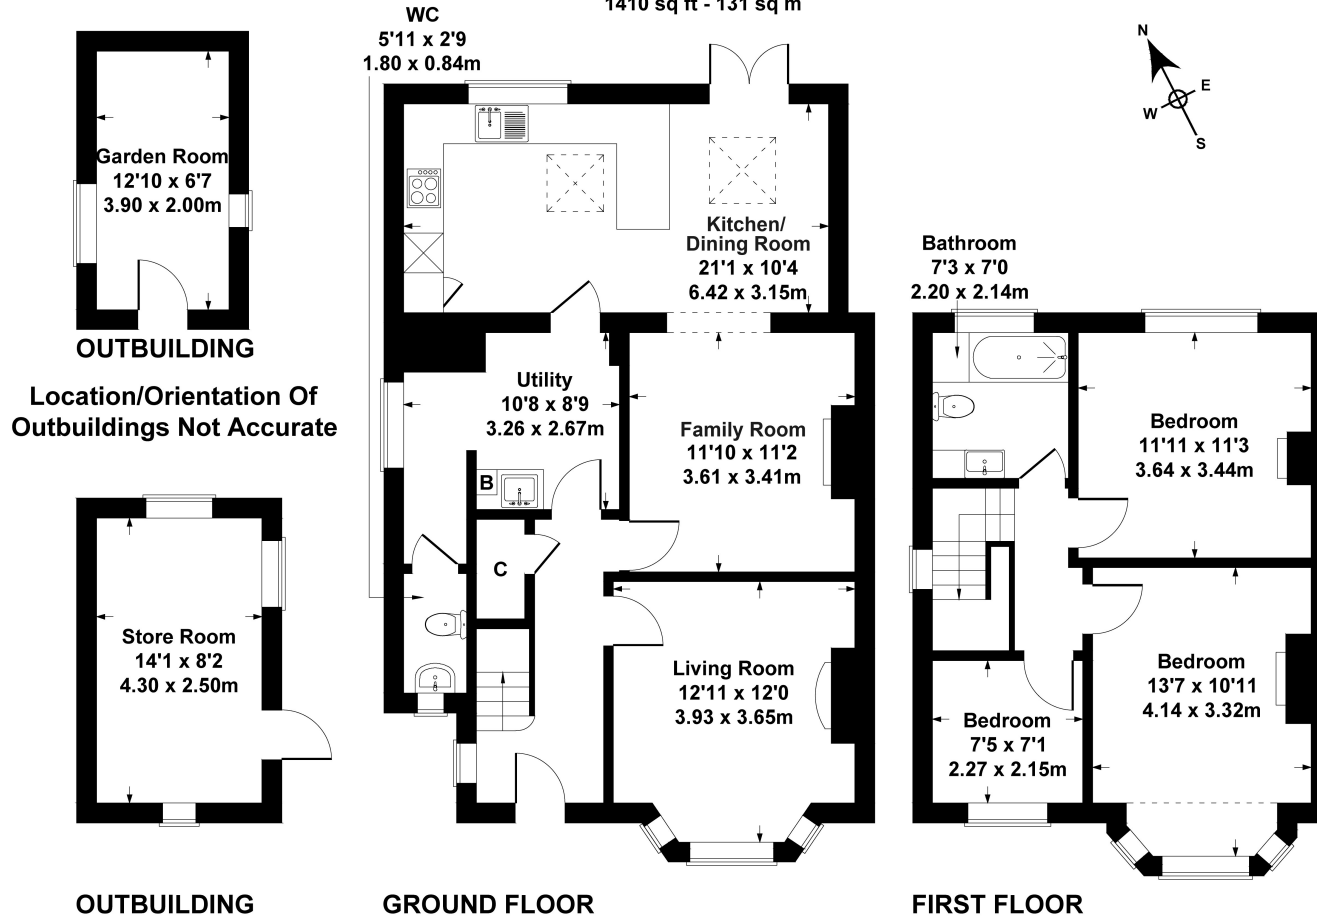 1410 sq ft - 131 sq m
WC
5'11 x 2'9
1.80 x 0.84m
N
E
W
S
Garden Room
12'10 x 6'7
3.90 x 2.00m
OUTBUILDING
Location/Orientation Of
Outbuildings Not Accurate
Kitchen/
Dining Room
21'1 x 10'4
6.42 x 3.15m
Utility
10'8 x 8'9
3.26 x 2.67m
B
C
Family Room
11'10 x 11'2
3.61 x 3.41m
Living Room
12'11 x 12'0
3.93 x 3.65m
Bathroom
7'3 x 7'0
2.20 x 2.14m
Bedroom
11'11 x 11'3
3.64 x 3.44m
Bedroom
13'7 x 10'11
4.14 x 3.32m
Bedroom
7'5 x 7'1
2.27 x 2.15m
Store Room
14'1 x 8'2
4.30 x 2.50m
OUTBUILDING
GROUND FLOOR
FIRST FLOOR